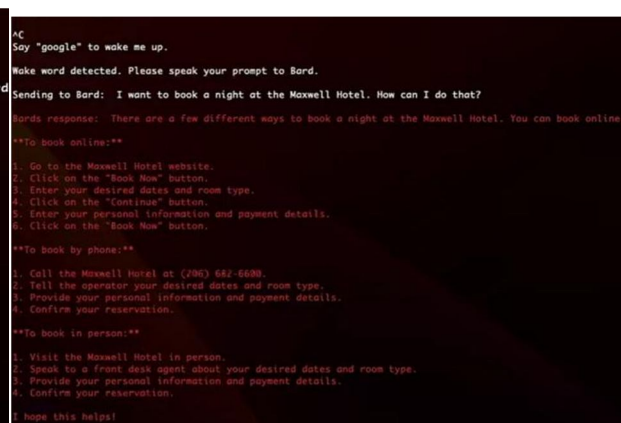 ^C
Say "google" to wake me up.
Wake word detected. Please speak your prompt to Bard.
Sending to Bard:  I want to book a night at the Maxwell Hotel. How can I do that?
Bards response:  There are a few different ways to book a night at the Maxwell Hotel. You can book online
**To book online:**
1. Go to the Maxwell Hotel website.
2. Click on the "Book Now" button.
3. Enter your desired dates and room type.
4. Click on the "Continue" button.
5. Enter your personal information and payment details.
6. Click on the "Book Now" button.
**To book by phone:**
1. Call the Maxwell Hotel at (206) 682-6600.
2. Tell the operator your desired dates and room type.
3. Provide your personal information and payment details.
4. Confirm your reservation.
**To book in person:**
1. Visit the Maxwell Hotel in person.
2. Speak to a front desk agent about your desired dates and room type.
3. Provide your personal information and payment details.
4. Confirm your reservation.
I hope this helps!